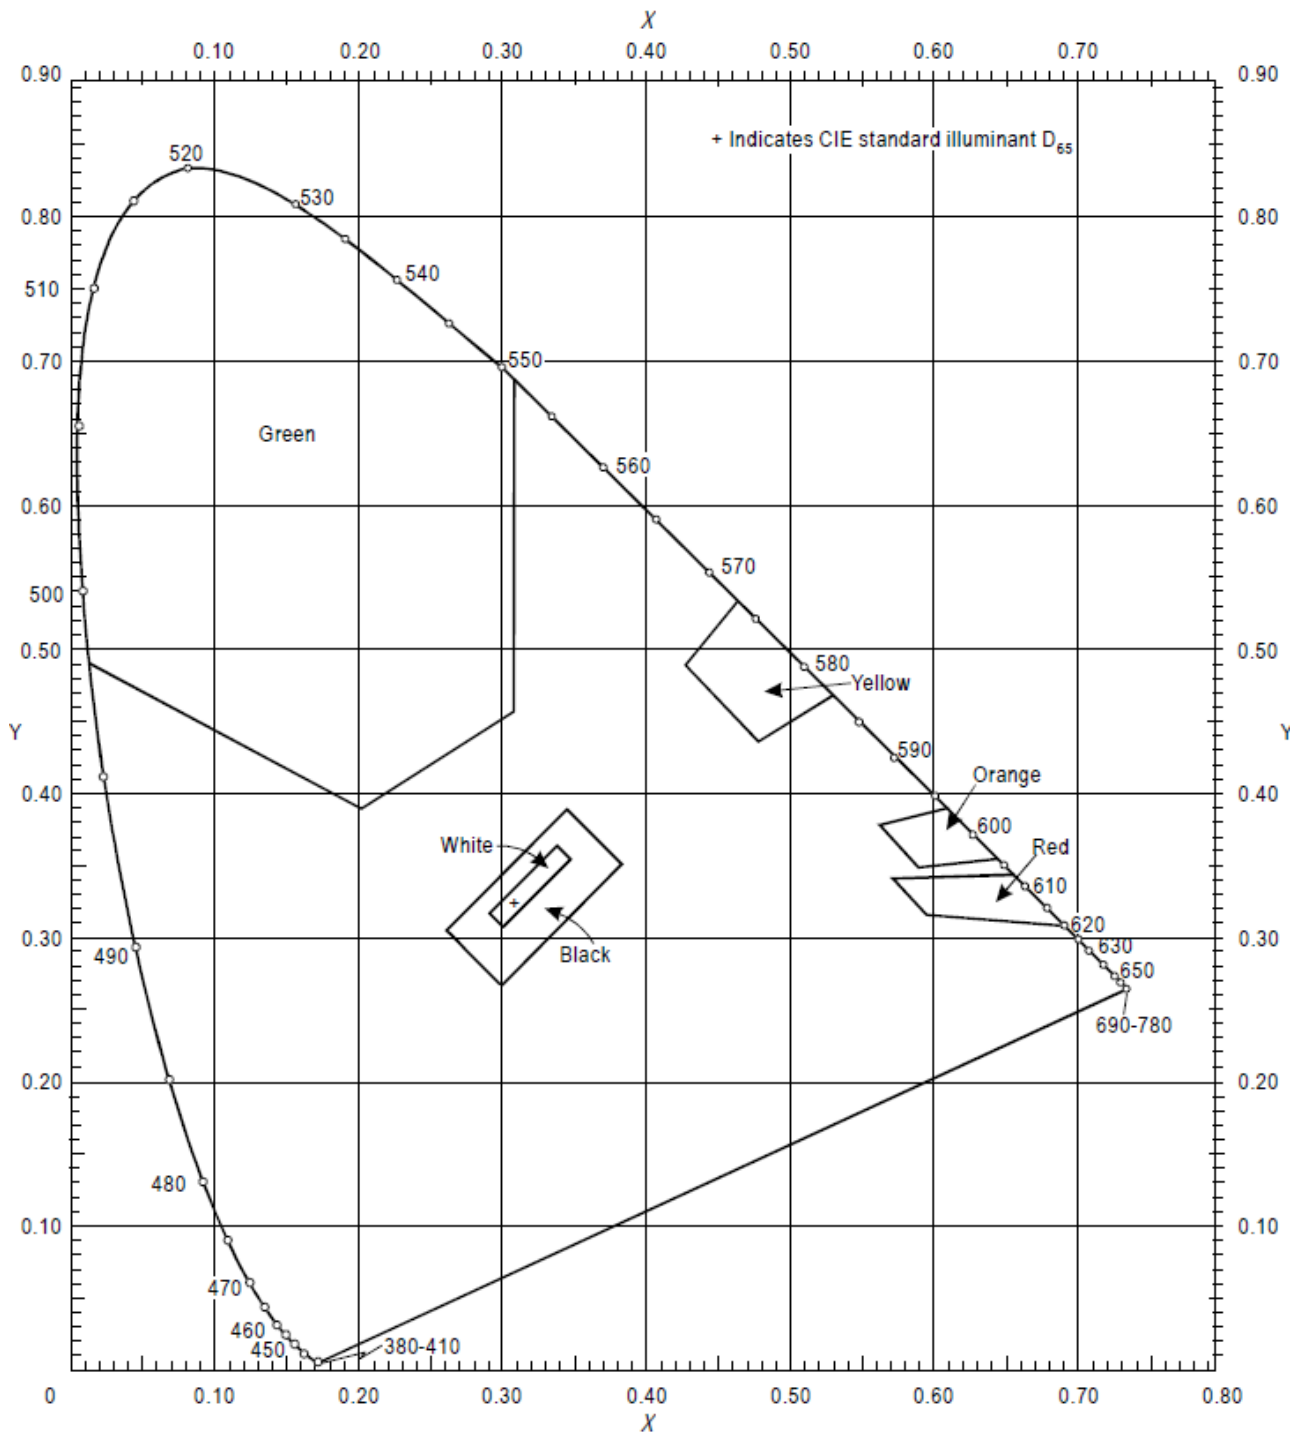 X
0.10 0.20 0.30 0.40 0.50 0.60 0.70
0.90 0.90
+ Indicates CIE standard illuminant D65
520
530
0.80 0.80
540
510
550
0.70 0.70
Green
560
0.60 0.60
570
500
0.50 0.50
580
Yellow
Y Y
590
Orange
0.40 0.40
600
White Red
610
620
0.30 0.30
630
490 Black
650
690-780
0.20 0.20
480
0.10 0.10
470
460
450 380-410
0 0.10 0.20 0.30 0.40 0.50 0.60 0.70 0.80
X